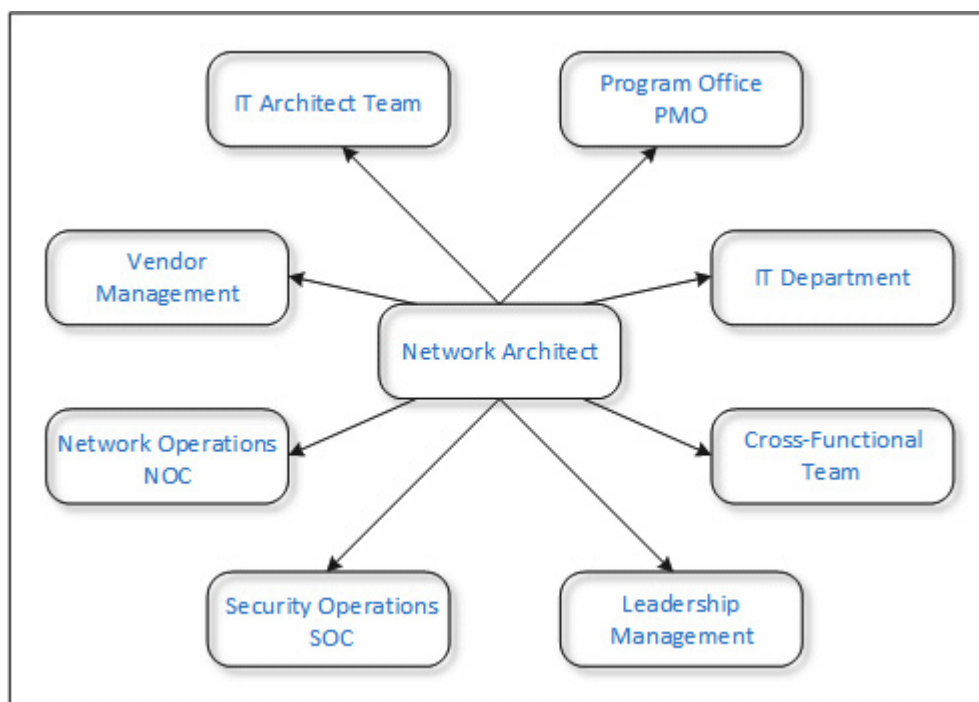 IT Architect Team
Program Office
PMO
Vendor
Management
IT Department
Network Architect
Network Operations
NOC
Cross-Functional
Team
Security Operations
SOC
Leadership
Management